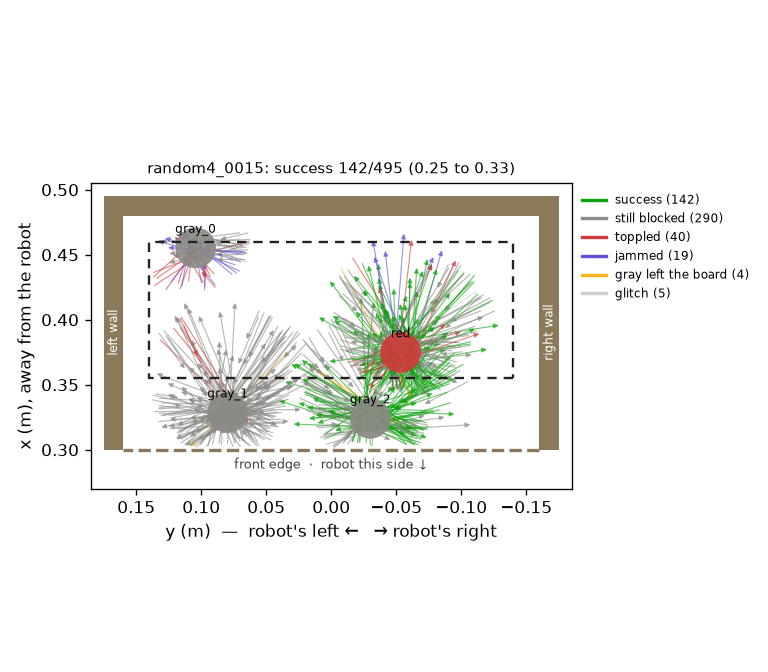 random4_0015: success 142/495 (0.25 to 0.33)
x (m), away from the robot
0.50
0.45
0.40
0.35
0.30
left wall
right wall
gray_0
red
gray_1
gray_2
front edge · robot this side ↓
0.15 0.10 0.05 0.00 −0.05 −0.10 −0.15
y (m) — robot's left ← → robot's right
success (142)
still blocked (290)
toppled (40)
jammed (19)
gray left the board (4)
glitch (5)